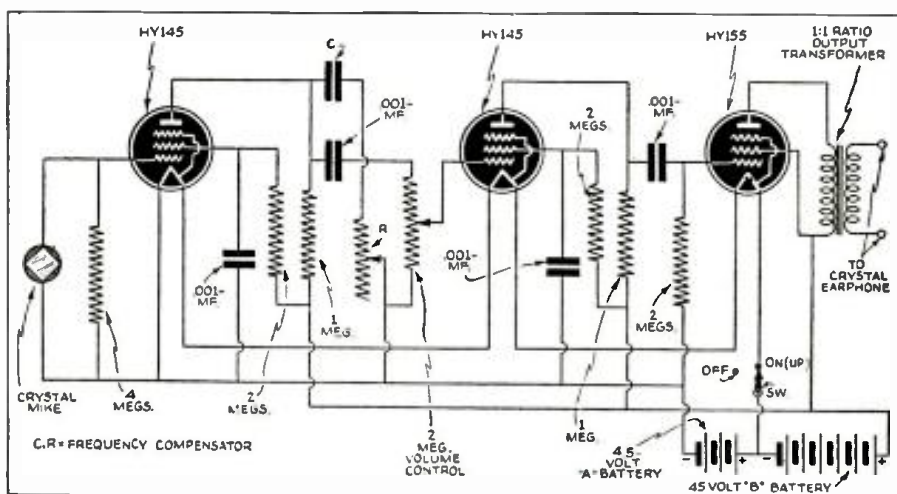 HY145
C
.001-
MF.
HY145
2
MEGS.
.001-
MF.
HY155
1:1 RATIO
OUTPUT
TRANSFORMER
R
.001-
MF.
.001-
MF.
1
MEG.
2
MEGS.
TO
CRYSTAL
EARPHONE
OFF
ON (UP)
SW
CRYSTAL
MIKE
4
MEGS.
2
MEGS.
2
MEG.
VOLUME
CONTROL
1
MEG.
4.5-
VOLT
"A" BATTERY
C,R = FREQUENCY COMPENSATOR
- + - +
45 VOLT "B" BATTERY